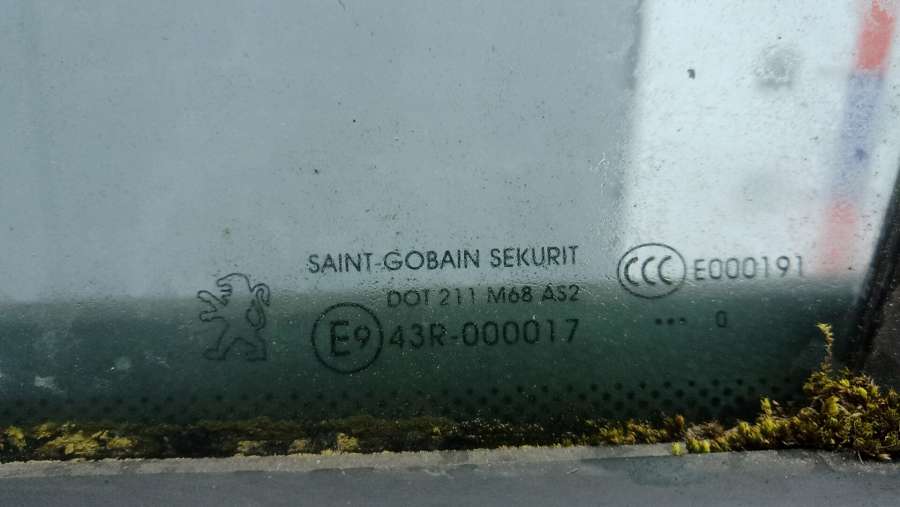 SAINT-GOBAIN SEKURIT
DOT 211 M68 AS2
E9 43R-000017
CCC E000191
••• 0